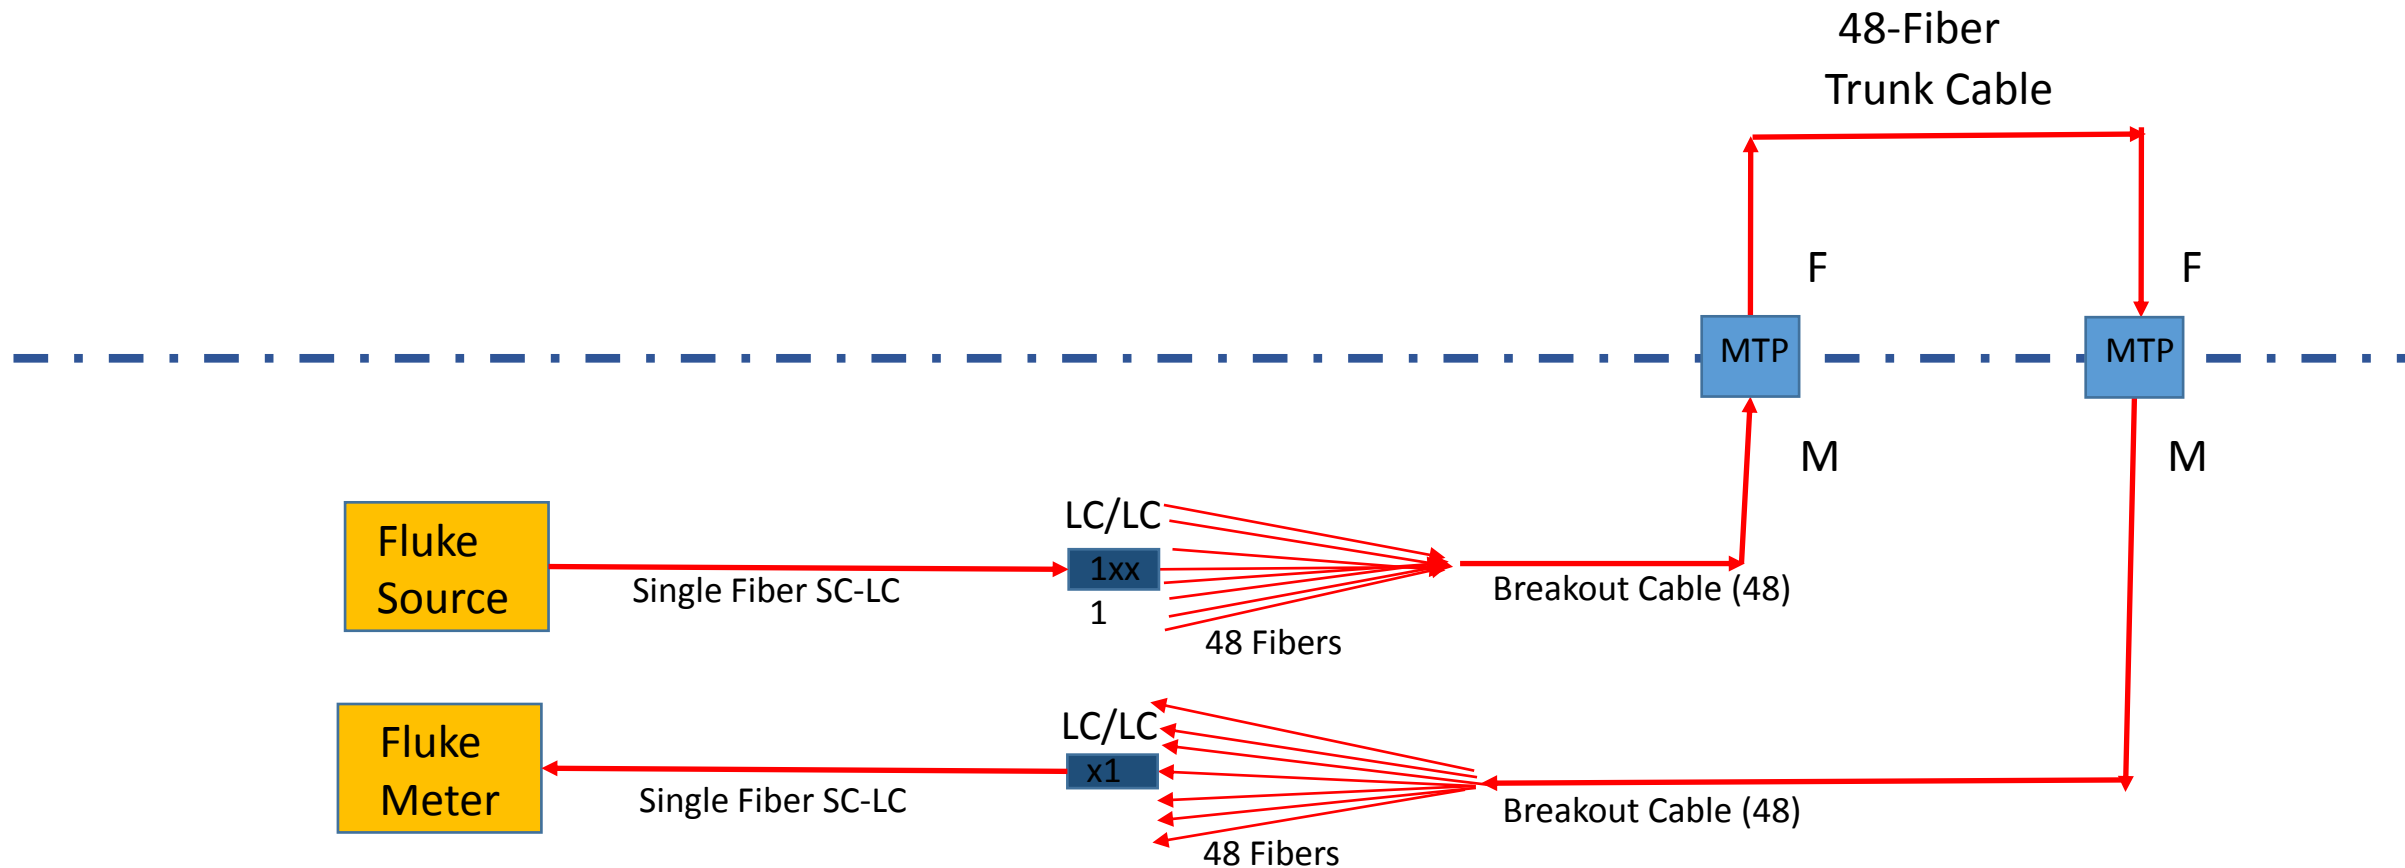 48-Fiber
Trunk Cable
F
F
MTP
MTP
M
M
Fluke
Source
Single Fiber SC-LC
LC/LC
1xx
1
48 Fibers
Breakout Cable (48)
Fluke
Meter
Single Fiber SC-LC
LC/LC
x1
48 Fibers
Breakout Cable (48)